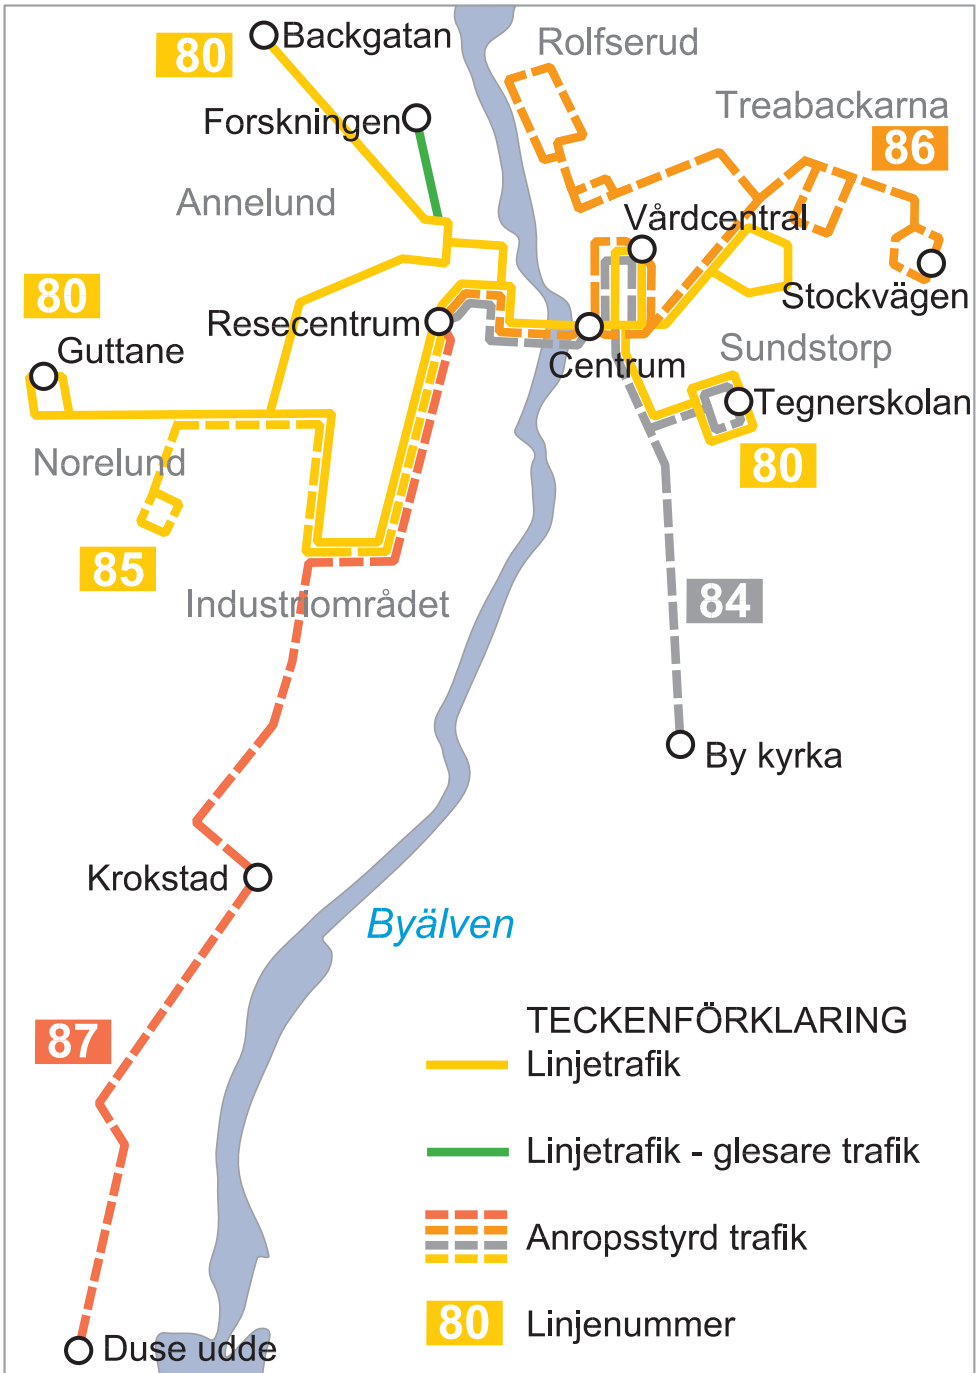 80
Backgatan
Rolfserud
Forskningen
Treabackarna
86
Annelund
Vårdcentral
80
Stockvägen
Resecentrum
Guttane
Centrum
Sundstorp
Tegnerskolan
Norelund
80
85
Industriområdet
84
By kyrka
Krokstad
Byälven
87
TECKENFÖRKLARING
Linjetrafik
Linjetrafik - glesare trafik
Anropsstyrd trafik
80 Linjenummer
Duse udde